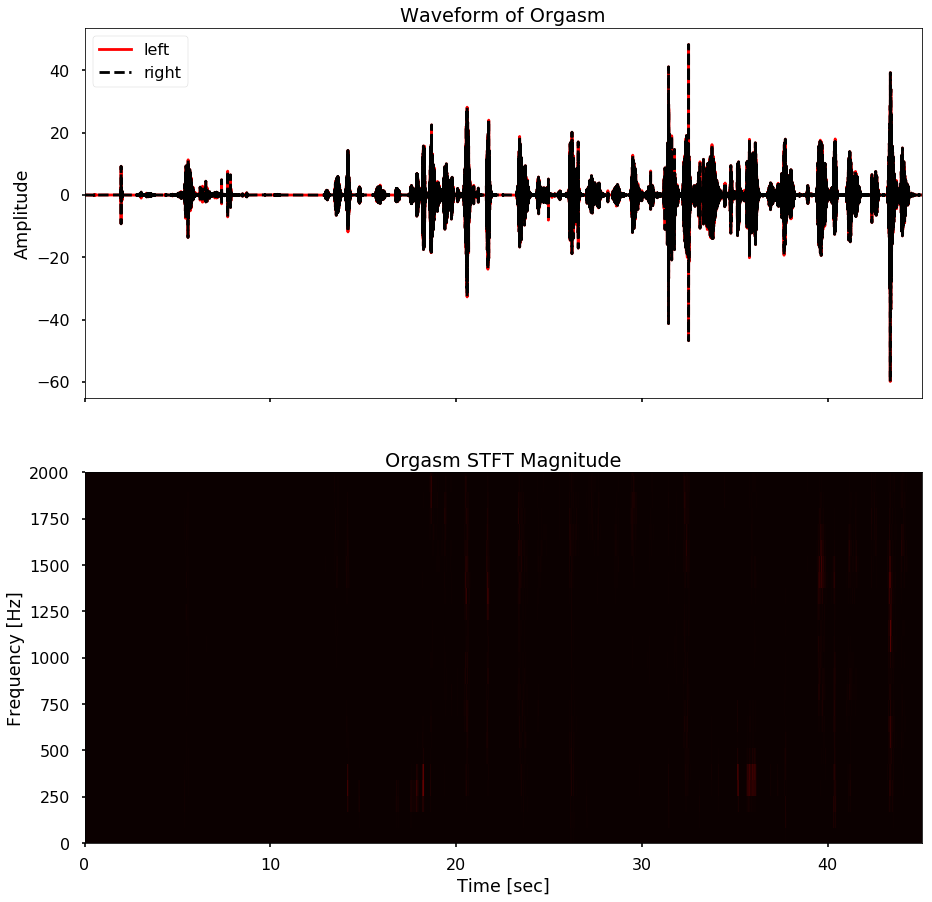 Waveform of Orgasm
left
right
40
20
0
−20
−40
−60
Amplitude
Orgasm STFT Magnitude
2000
1750
1500
1250
1000
750
500
250
0
Frequency [Hz]
0 10 20 30 40
Time [sec]